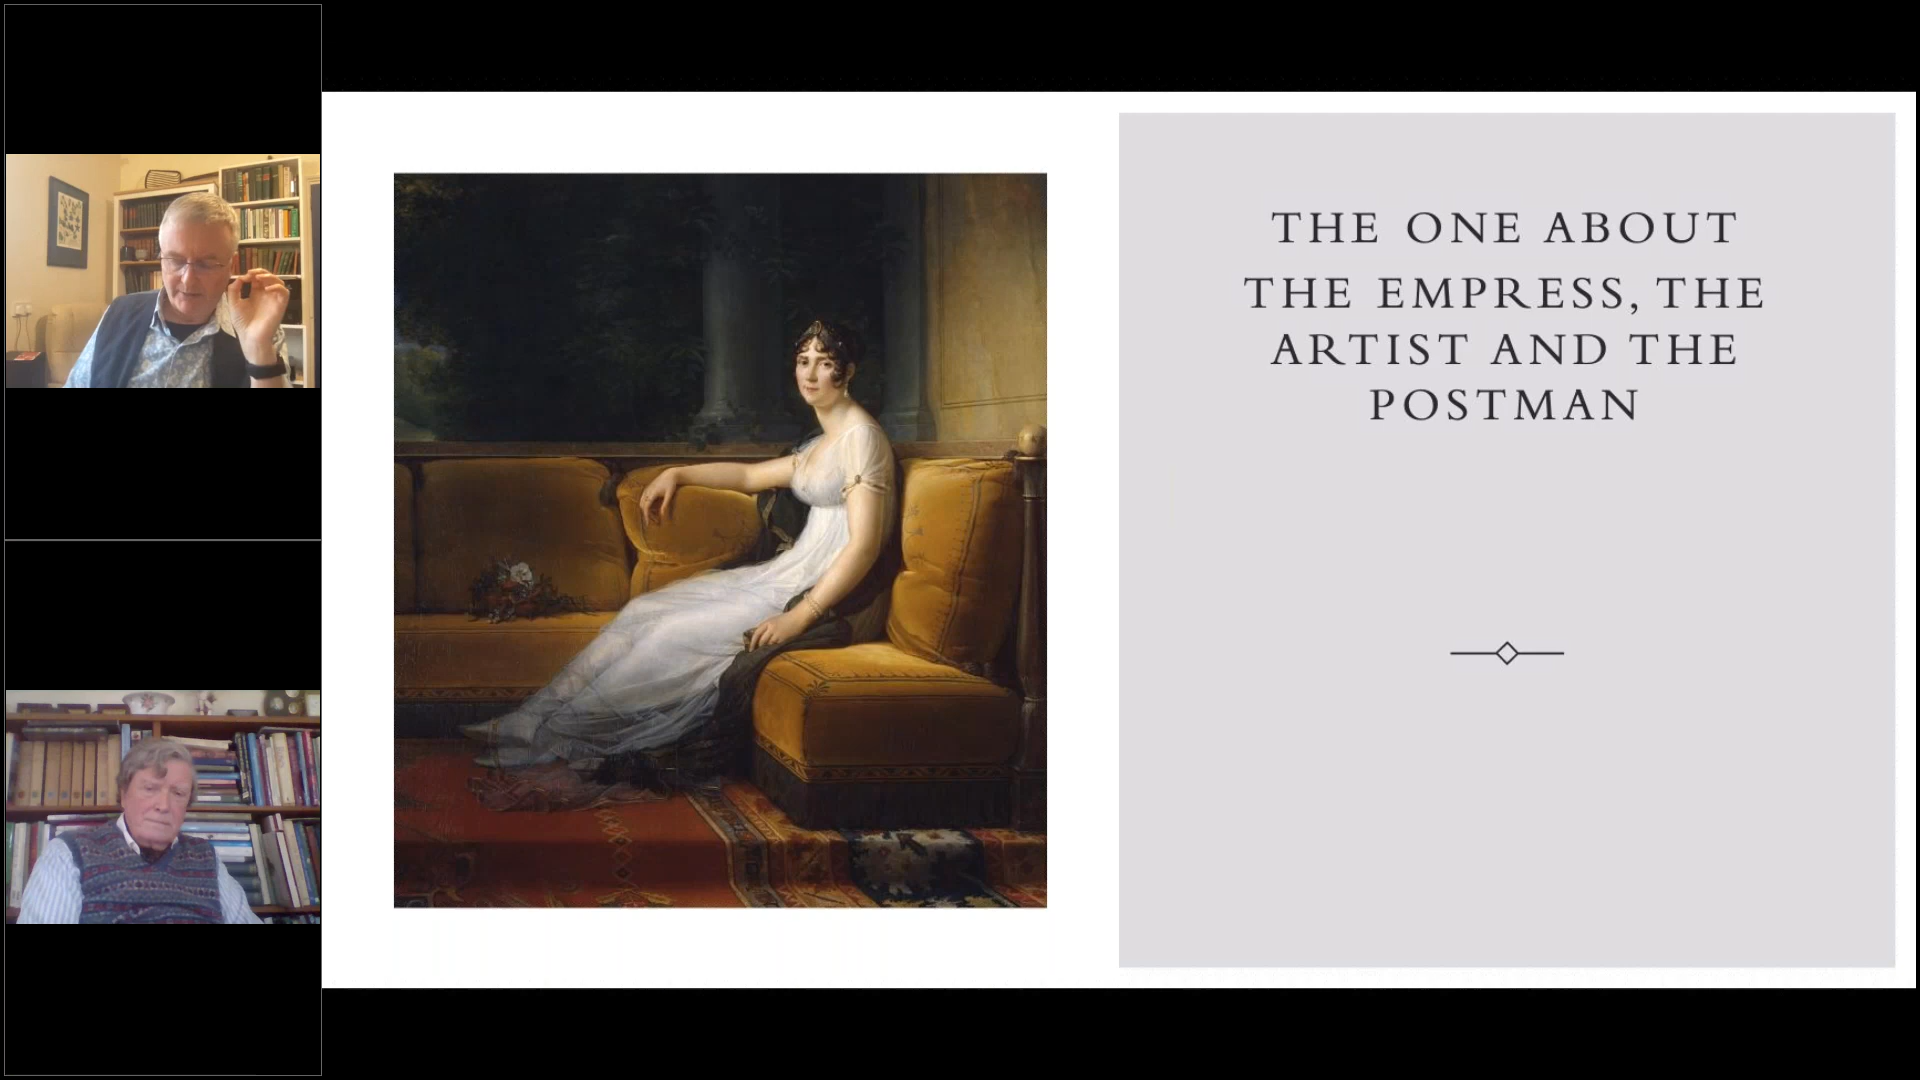 THE ONE ABOUT
THE EMPRESS, THE
ARTIST AND THE
POSTMAN